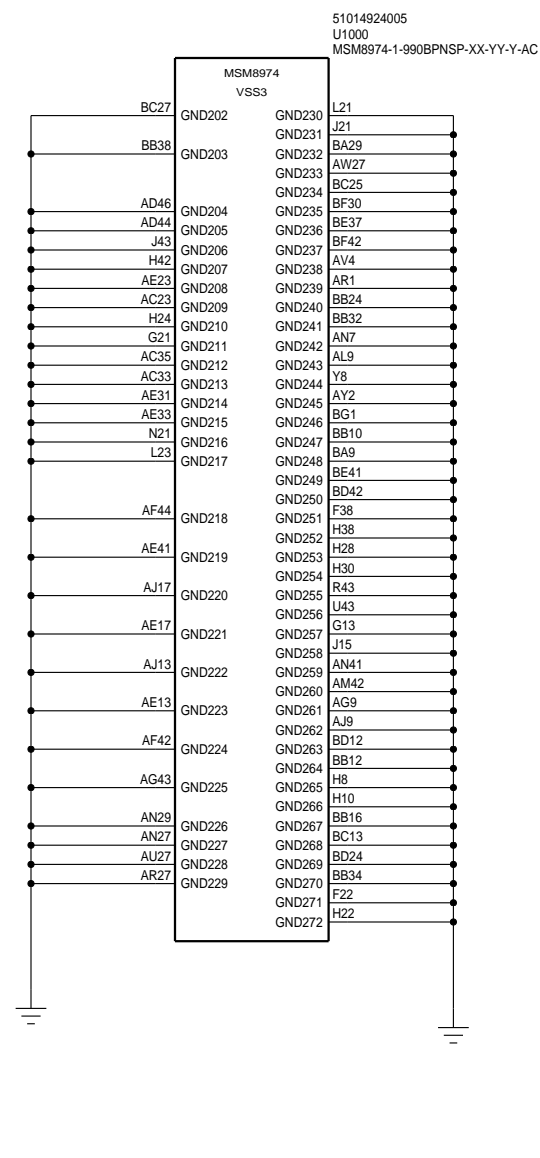 51014924005
U1000
MSM8974-1-990BPNSP-XX-YY-Y-AC
MSM8974
VSS3
BC27 GND202 GND230 L21
GND231 J21
BB38 GND203 GND232 BA29
GND233 AW27
GND234 BC25
AD46 GND204 GND235 BF30
AD44 GND205 GND236 BE37
J43 GND206 GND237 BF42
H42 GND207 GND238 AV4
AE23 GND208 GND239 AR1
AC23 GND209 GND240 BB24
H24 GND210 GND241 BB32
G21 GND211 GND242 AN7
AC35 GND212 GND243 AL9
AC33 GND213 GND244 Y8
AE31 GND214 GND245 AY2
AE33 GND215 GND246 BG1
N21 GND216 GND247 BB10
L23 GND217 GND248 BA9
GND249 BE41
GND250 BD42
AF44 GND218 GND251 F38
GND252 H38
AE41 GND219 GND253 H28
GND254 H30
AJ17 GND220 GND255 R43
GND256 U43
AE17 GND221 GND257 G13
GND258 J15
AJ13 GND222 GND259 AN41
GND260 AM42
AE13 GND223 GND261 AG9
GND262 AJ9
AF42 GND224 GND263 BD12
GND264 BB12
AG43 GND225 GND265 H8
GND266 H10
AN29 GND226 GND267 BB16
AN27 GND227 GND268 BC13
AU27 GND228 GND269 BD24
AR27 GND229 GND270 BB34
GND271 F22
GND272 H22